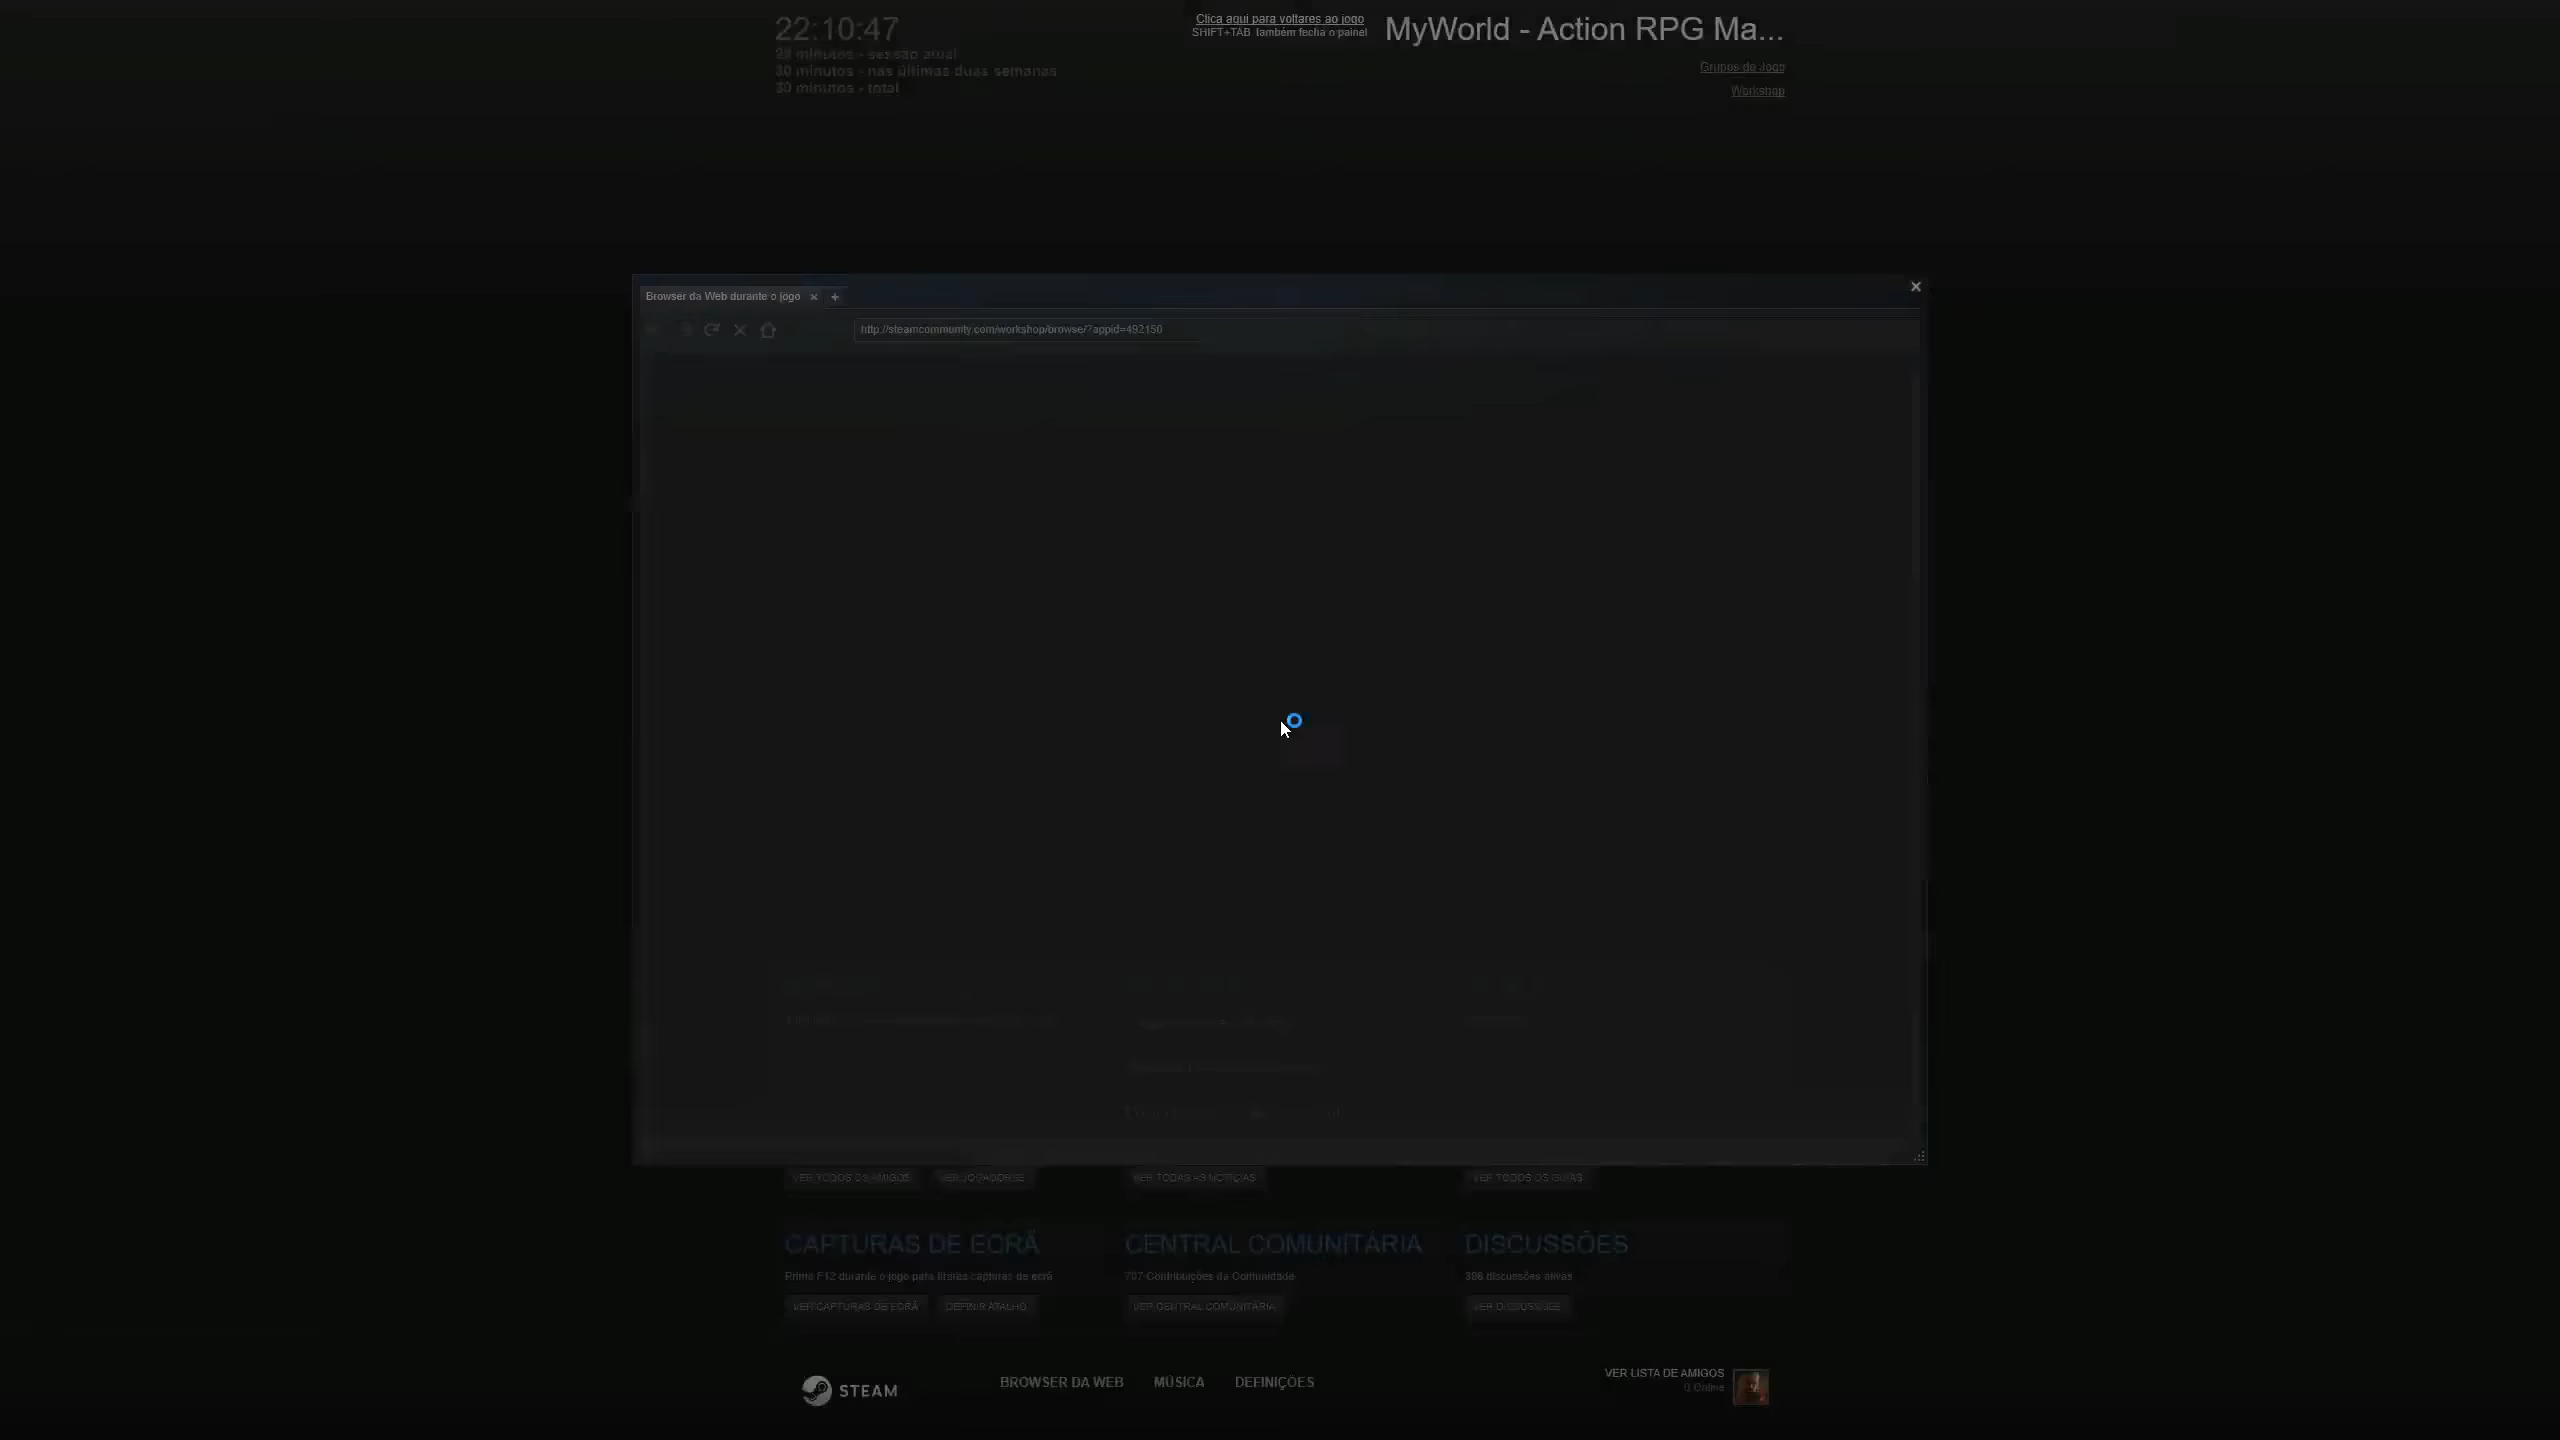 22:10:47
Clica aqui para voltares ao jogo
SHIFT+TAB também fecha o painel
MyWorld - Action RPG Ma...
minutos - sessão atual
30 minutos - nas últimas duas semanas
30 minutos - total
Grupos de Jogo
Workshop
Browser da Web durante o jogo
http://steamcommunity.com/workshop/browse/?appid=492150
VER TODOS OS AMIGOS
VER JOGADORES
VER TODAS AS NOTÍCIAS
VER TODOS OS GUIAS
CAPTURAS DE ECRÃ
CENTRAL COMUNITÁRIA
DISCUSSÕES
Prime F12 durante o jogo para tirares capturas de ecrã
707 Contribuições da Comunidade
386 discussões ativas
VER CAPTURAS DE ECRÃ
DEFINIR ATALHO
VER CENTRAL COMUNITÁRIA
VER DISCUSSÕES
STEAM
BROWSER DA WEB
MÚSICA
DEFINIÇÕES
VER LISTA DE AMIGOS
0 Online